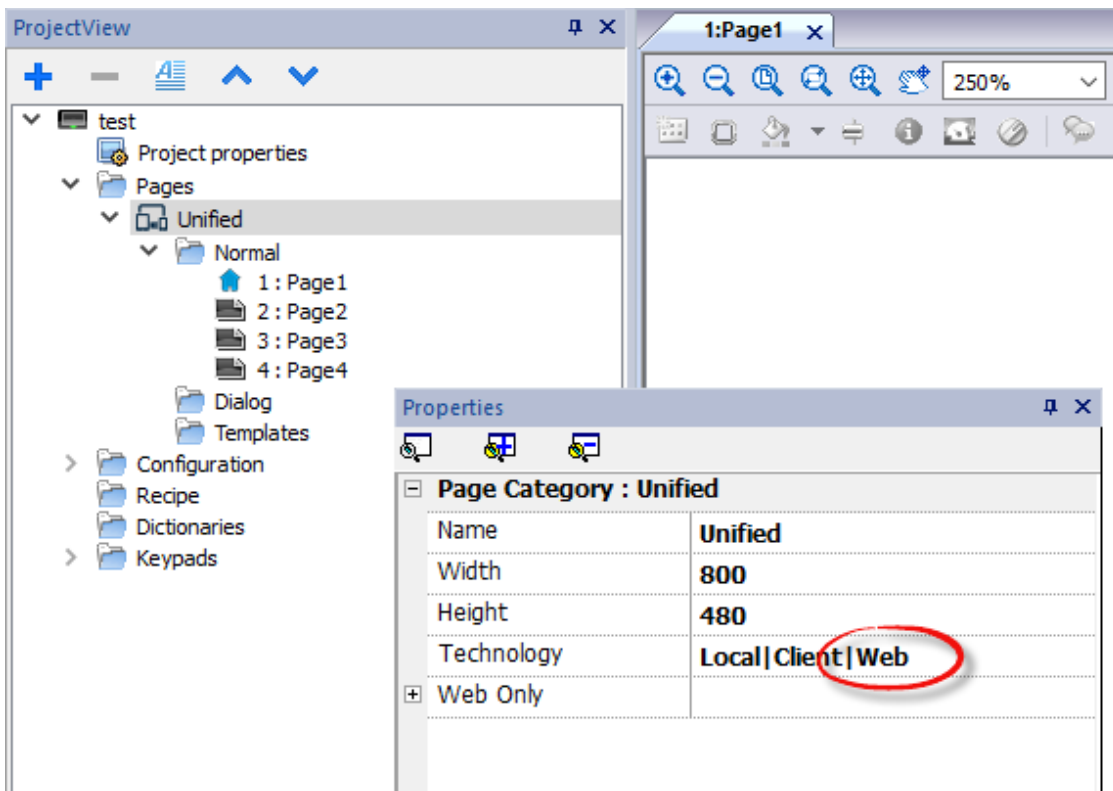 ProjectView
1:Page1
250%
test
Project properties
Pages
Unified
Normal
1 : Page1
2 : Page2
3 : Page3
4 : Page4
Dialog
Templates
Configuration
Recipe
Dictionaries
Keypads
Properties
Page Category : Unified
Name Unified
Width 800
Height 480
Technology Local|Client|Web
Web Only